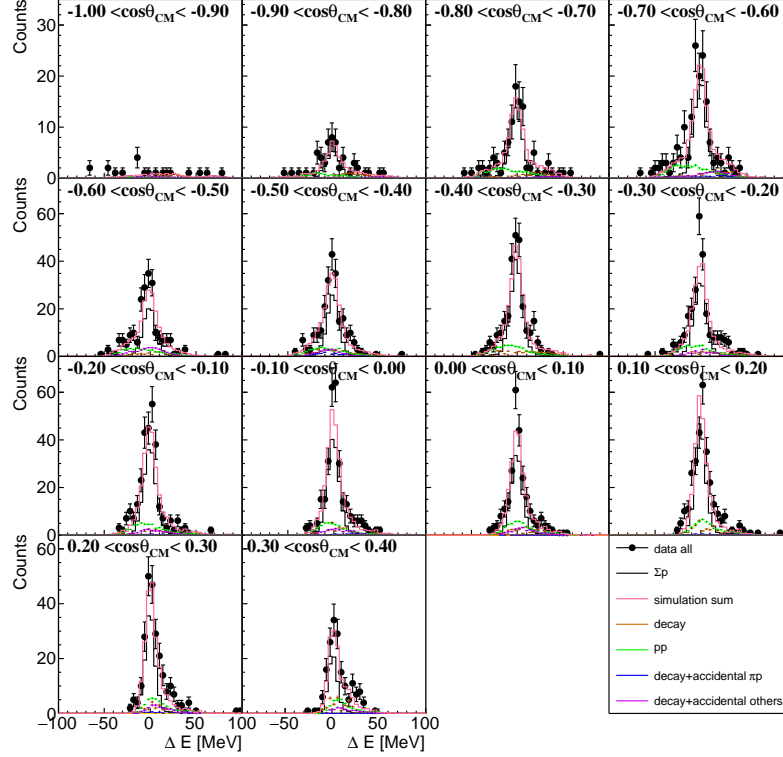 -1.00 <cosθCM< -0.90
-0.90 <cosθCM< -0.80
-0.80 <cosθCM< -0.70
-0.70 <cosθCM< -0.60
Counts
30
20
10
0
-0.60 <cosθCM< -0.50
-0.50 <cosθCM< -0.40
-0.40 <cosθCM< -0.30
-0.30 <cosθCM< -0.20
Counts
60
40
20
0
-0.20 <cosθCM< -0.10
-0.10 <cosθCM< 0.00
0.00 <cosθCM< 0.10
0.10 <cosθCM< 0.20
Counts
60
40
20
0
0.20 <cosθCM< 0.30
0.30 <cosθCM< 0.40
Counts
60
40
20
0
−100 −50 0 50 100
−50 0 50 100
Δ E [MeV]
Δ E [MeV]
data all
Σp
simulation sum
decay
pp
decay+accidental πp
decay+accidental others